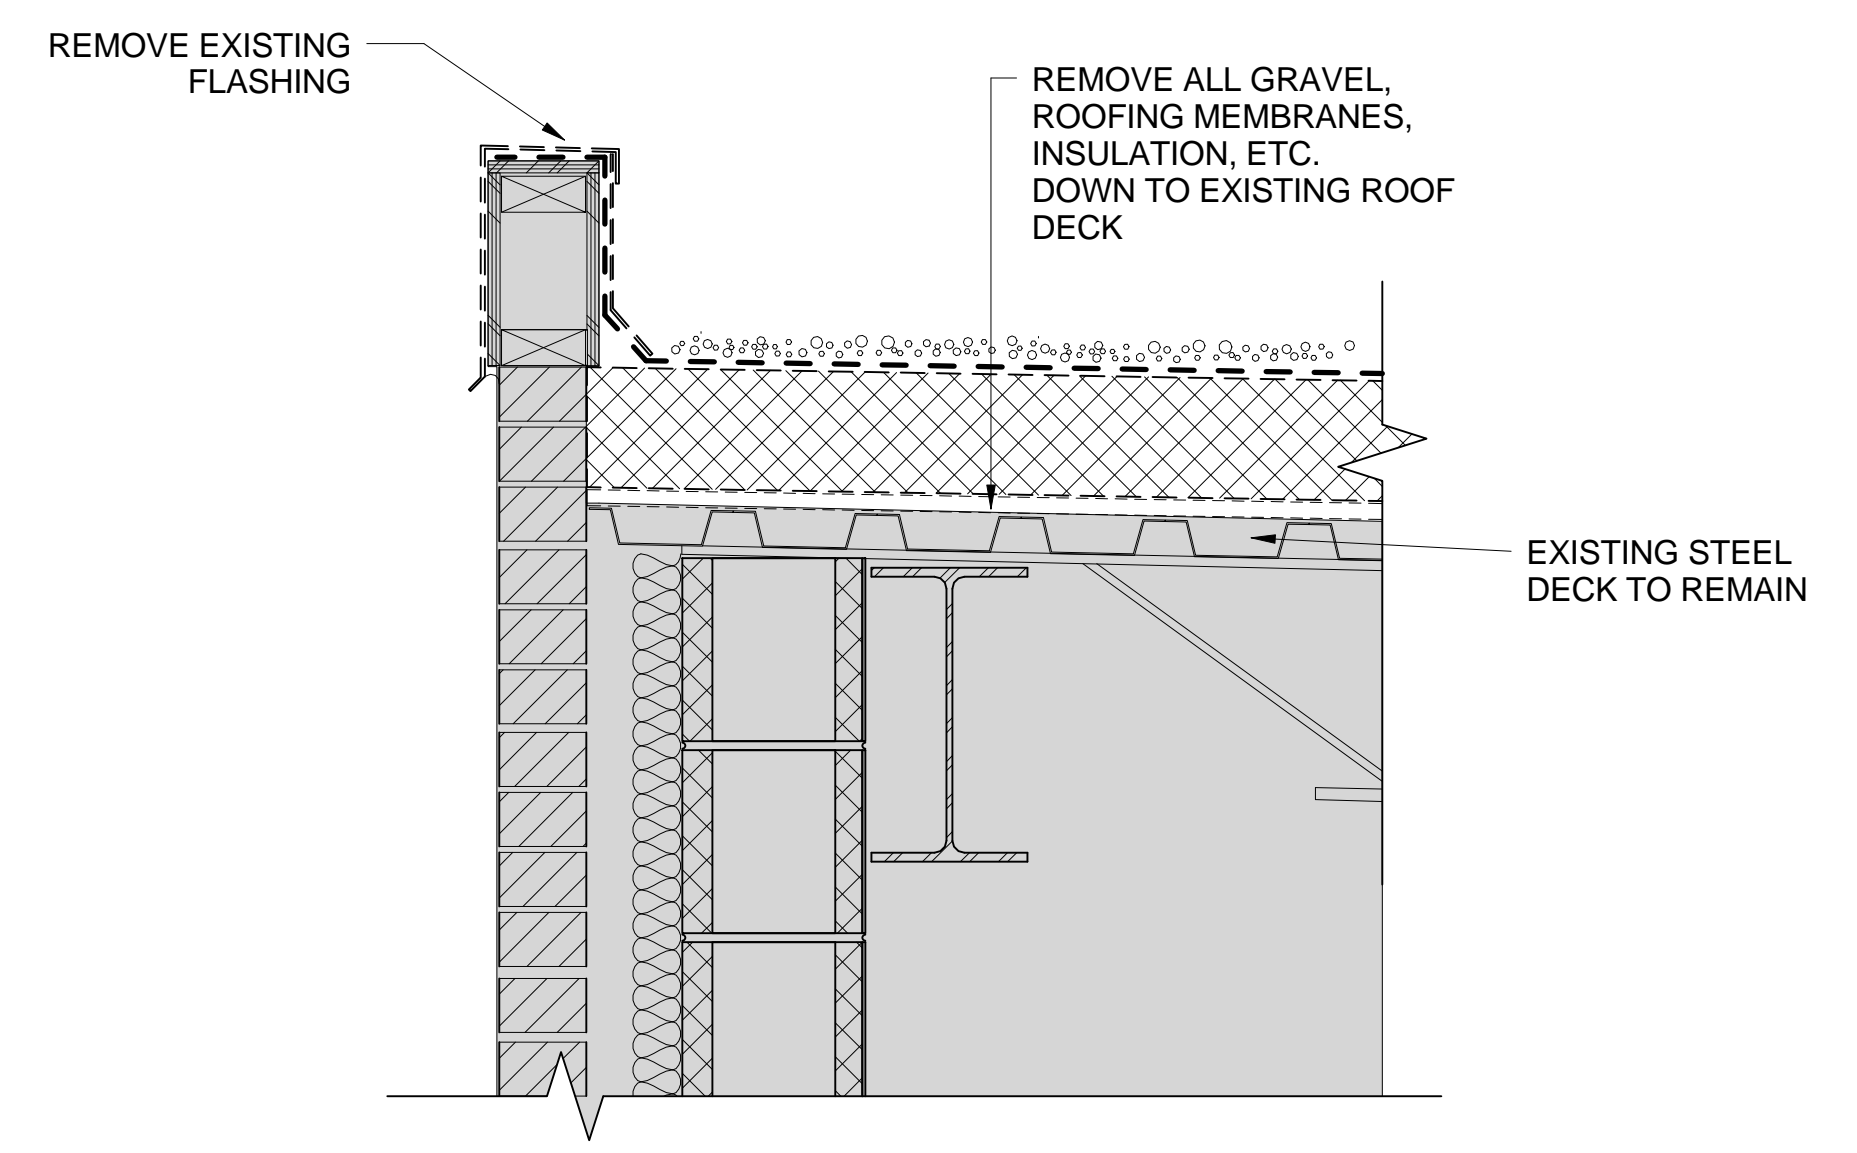 REMOVE EXISTING
FLASHING
REMOVE ALL GRAVEL,
ROOFING MEMBRANES,
INSULATION, ETC.
DOWN TO EXISTING ROOF
DECK
EXISTING STEEL
DECK TO REMAIN